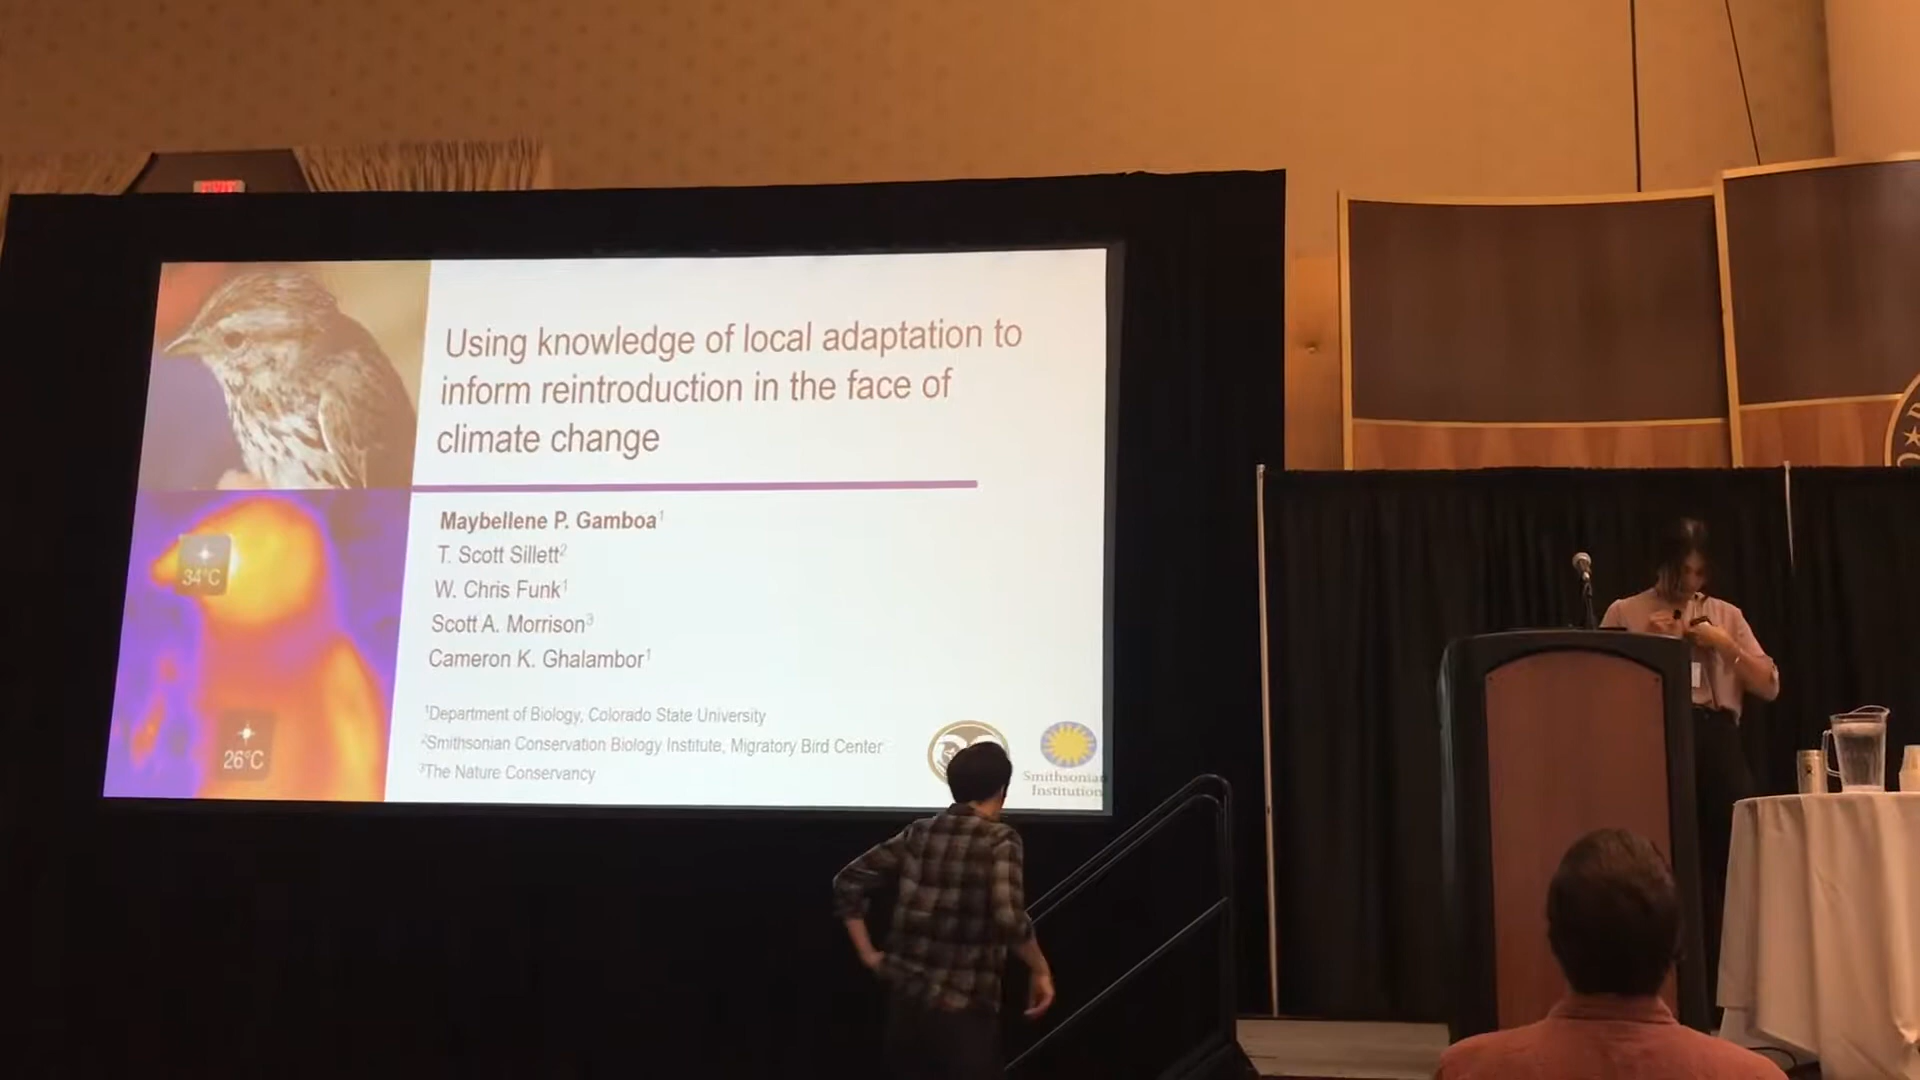 EXIT
Using knowledge of local adaptation to
inform reintroduction in the face of
climate change
34°C
26°C
Maybellene P. Gamboa¹
T. Scott Sillett²
W. Chris Funk¹
Scott A. Morrison³
Cameron K. Ghalambor¹
¹Department of Biology, Colorado State University
²Smithsonian Conservation Biology Institute, Migratory Bird Center
³The Nature Conservancy
Smithsonian
Institution